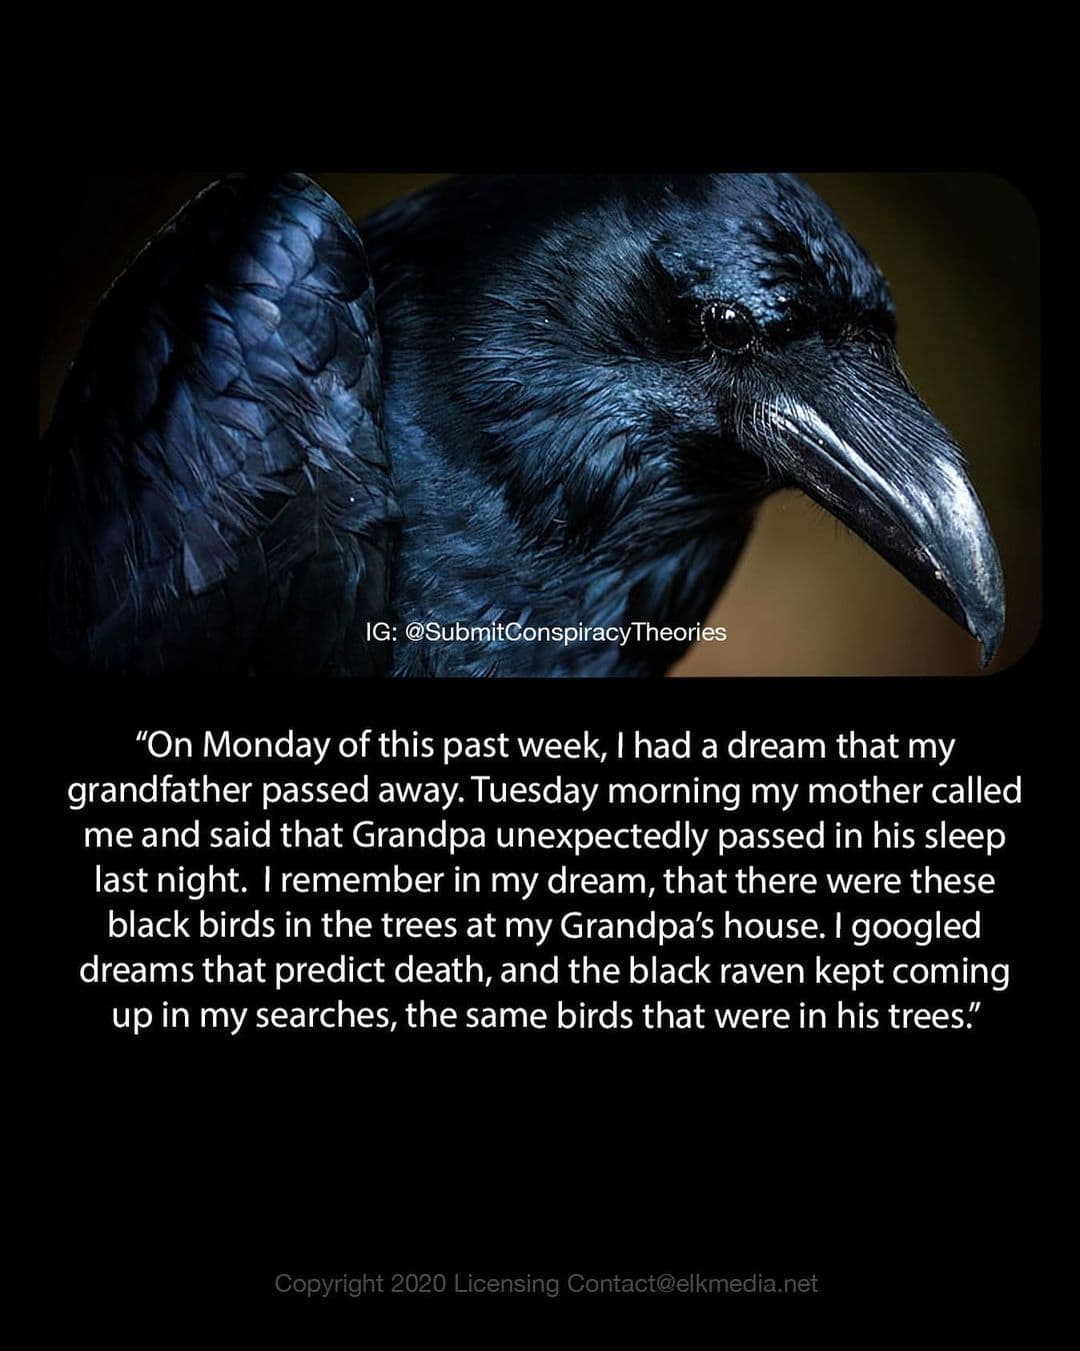 IG: @SubmitConspiracyTheories
“On Monday of this past week, I had a dream that my
grandfather passed away. Tuesday morning my mother called
me and said that Grandpa unexpectedly passed in his sleep
last night.  I remember in my dream, that there were these
black birds in the trees at my Grandpa’s house. I googled
dreams that predict death, and the black raven kept coming
up in my searches, the same birds that were in his trees.”
Copyright 2020 Licensing Contact@elkmedia.net